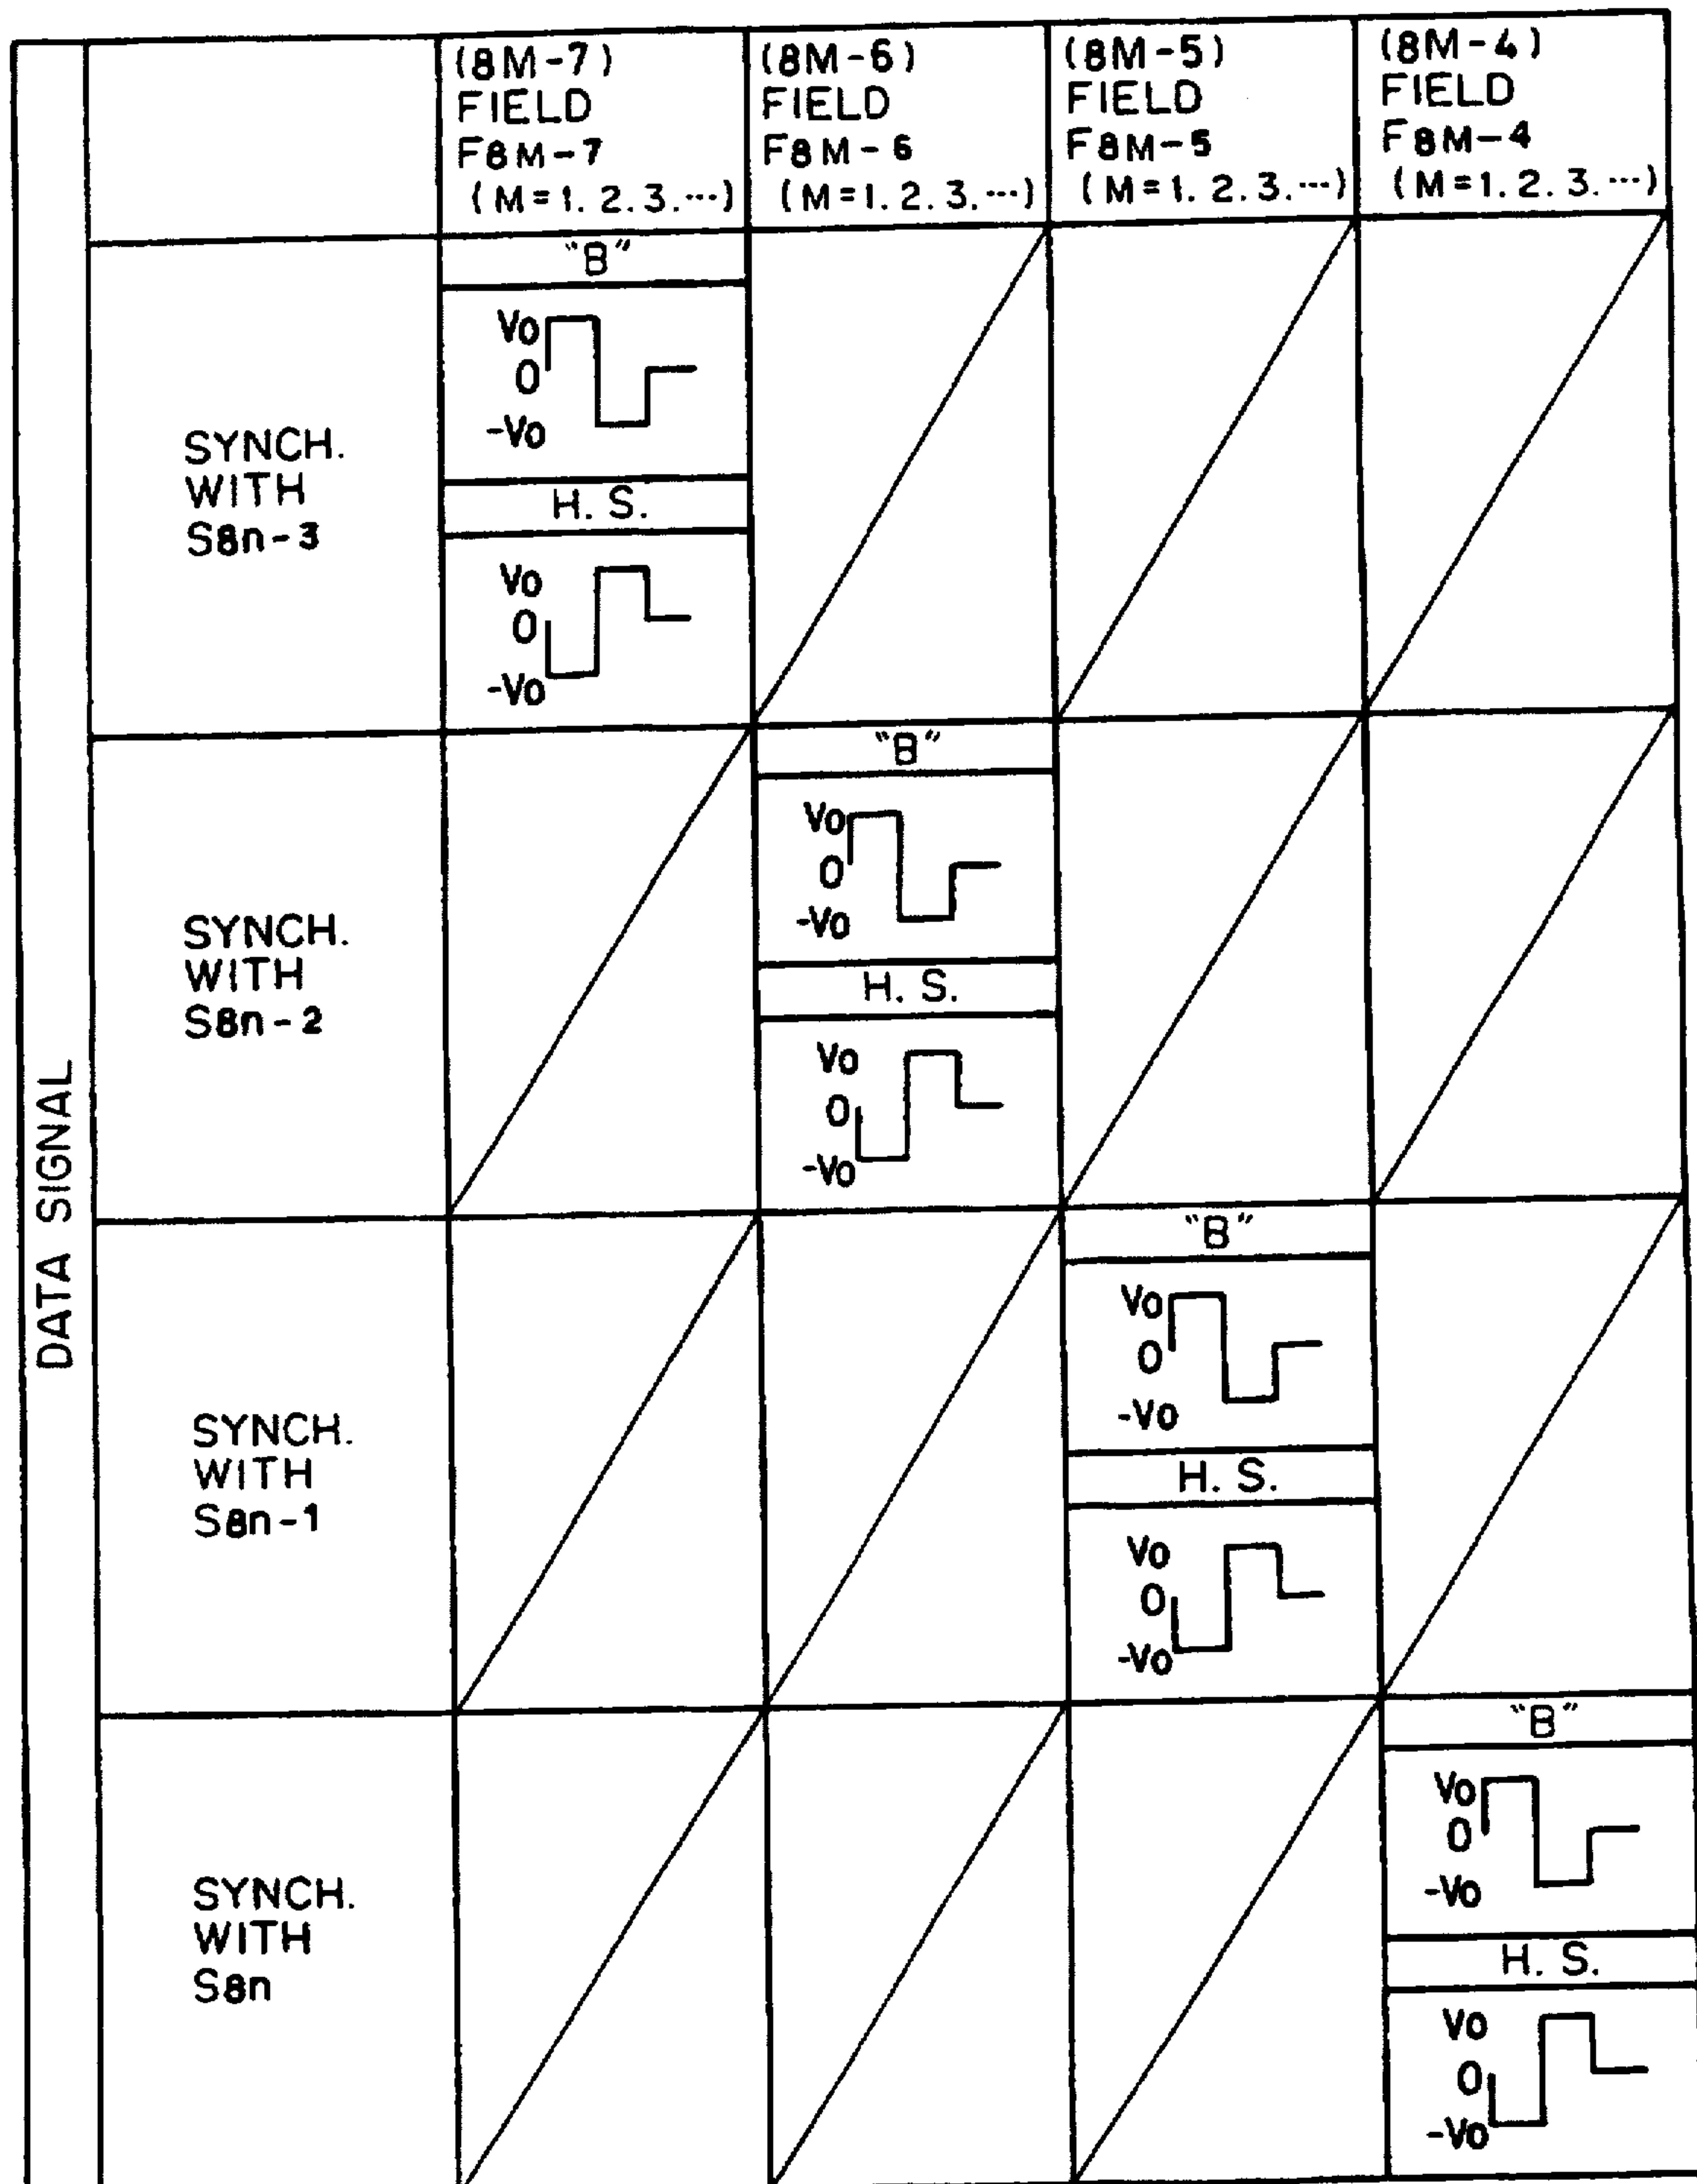 (8M-7)
FIELD
F8M-7
(M=1.2.3.…)
(8M-6)
FIELD
F8M-6
(M=1.2.3.…)
(8M-5)
FIELD
F8M-5
(M=1.2.3.…)
(8M-4)
FIELD
F8M-4
(M=1.2.3.…)
DATA SIGNAL
SYNCH.
WITH
S8n-3
"B"
Vo
0
-Vo
H. S.
Vo
0
-Vo
SYNCH.
WITH
S8n-2
"B"
Vo
0
-Vo
H. S.
Vo
0
-Vo
SYNCH.
WITH
S8n-1
"B"
Vo
0
-Vo
H. S.
Vo
0
-Vo
SYNCH.
WITH
S8n
"B"
Vo
0
-Vo
H. S.
Vo
0
-Vo